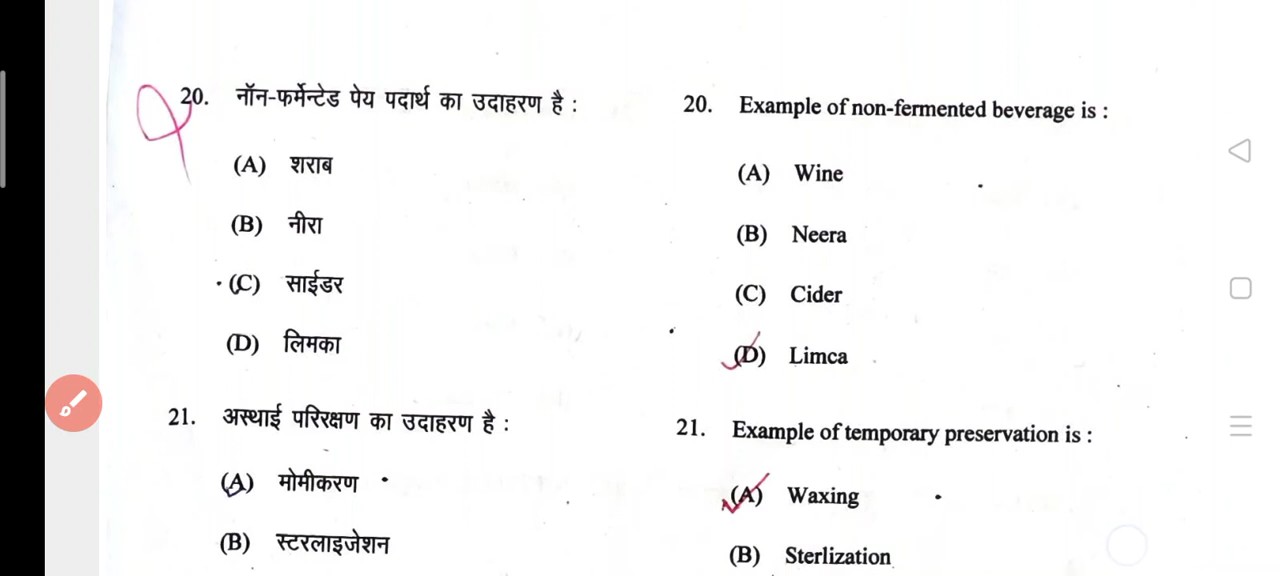 20. नॉन-फर्मेन्टेड पेय पदार्थ का उदाहरण है :
(A) शराब
(B) नीरा
(C) साईडर
(D) लिमका
21. अस्थाई परिरक्षण का उदाहरण है :
(A) मोमीकरण
(B) स्टरलाइजेशन
20. Example of non-fermented beverage is :
(A) Wine
(B) Neera
(C) Cider
(D) Limca
21. Example of temporary preservation is :
(A) Waxing
(B) Sterlization